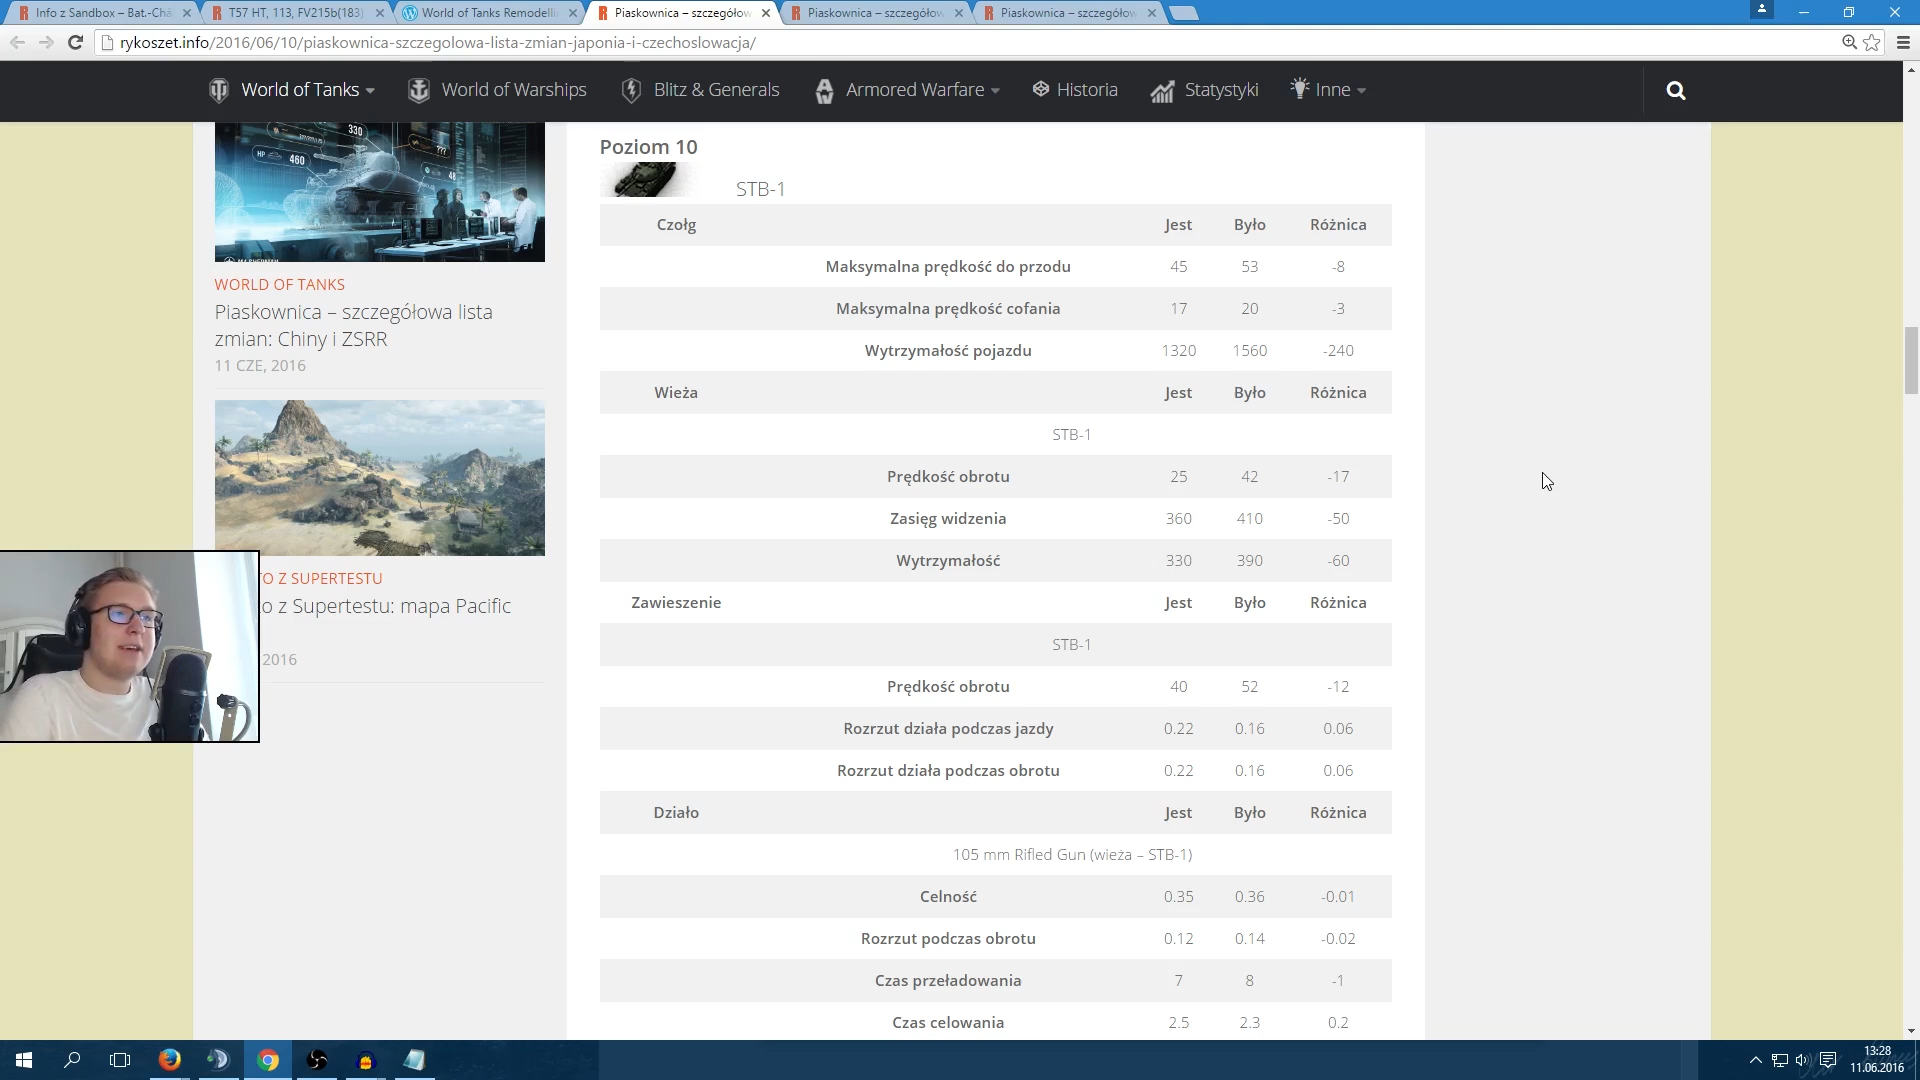 Info z Sandbox – Bat.-Châ
T57 HT, 113, FV215b(183)
World of Tanks Remodelli
Piaskownica – szczegółow
Piaskownica – szczegółow
Piaskownica – szczegółow
rykoszet.info/2016/06/10/piaskownica-szczegolowa-lista-zmian-japonia-i-czechoslowacja/
World of Tanks
World of Warships
Blitz & Generals
Armored Warfare
Historia
Statystyki
Inne
330
???
HP
460
48
WORLD OF TANKS
Piaskownica – szczegółowa lista
zmian: Chiny i ZSRR
11 CZE, 2016
TO Z SUPERTESTU
o z Supertestu: mapa Pacific
2016
Poziom 10
STB-1
Czołg Jest Było Różnica
Maksymalna prędkość do przodu 45 53 -8
Maksymalna prędkość cofania 17 20 -3
Wytrzymałość pojazdu 1320 1560 -240
Wieża Jest Było Różnica
STB-1
Prędkość obrotu 25 42 -17
Zasięg widzenia 360 410 -50
Wytrzymałość 330 390 -60
Zawieszenie Jest Było Różnica
STB-1
Prędkość obrotu 40 52 -12
Rozrzut działa podczas jazdy 0.22 0.16 0.06
Rozrzut działa podczas obrotu 0.22 0.16 0.06
Działo Jest Było Różnica
105 mm Rifled Gun (wieża – STB-1)
Celność 0.35 0.36 -0.01
Rozrzut podczas obrotu 0.12 0.14 -0.02
Czas przeładowania 7 8 -1
Czas celowania 2.5 2.3 0.2
13:28
11.06.2016